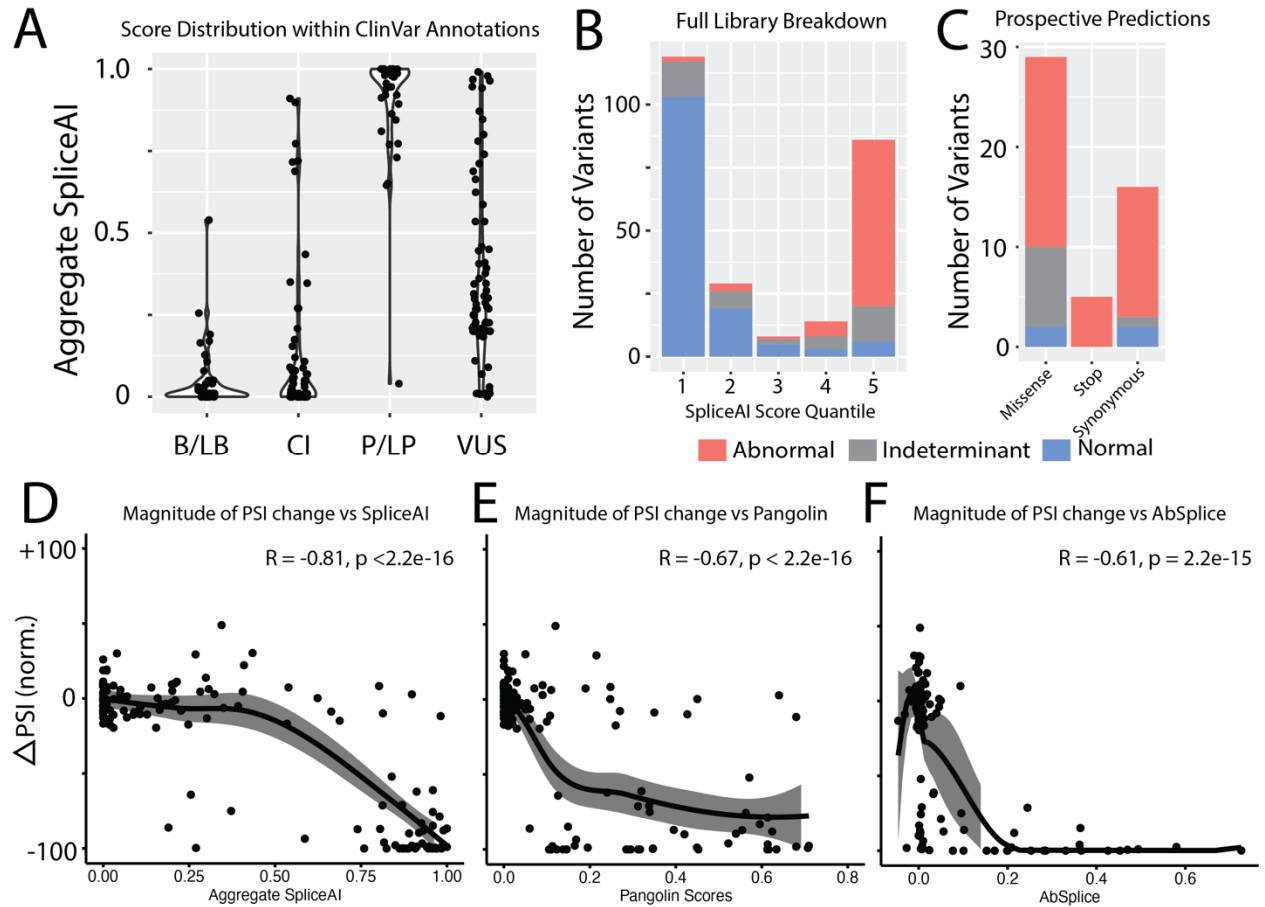 A
Score Distribution within ClinVar Annotations
Aggregate SpliceAI
1.0
0.5
0
B/LB
CI
P/LP
VUS
B
Full Library Breakdown
Number of Variants
100
50
0
1
2
3
4
5
SpliceAI Score Quantile
C
Prospective Predictions
Number of Variants
30
20
10
0
Missense
Stop
Synonymous
Abnormal
Indeterminant
Normal
D
Magnitude of PSI change vs SpliceAI
R = -0.81, p <2.2e-16
△PSI (norm.)
+100
0
-100
0.00
0.25
0.50
0.75
1.00
Aggregate SpliceAI
E
Magnitude of PSI change vs Pangolin
R = -0.67, p < 2.2e-16
0.0
0.2
0.4
0.6
0.8
Pangolin Scores
F
Magnitude of PSI change vs AbSplice
R = -0.61, p = 2.2e-15
0.0
0.2
0.4
0.6
AbSplice